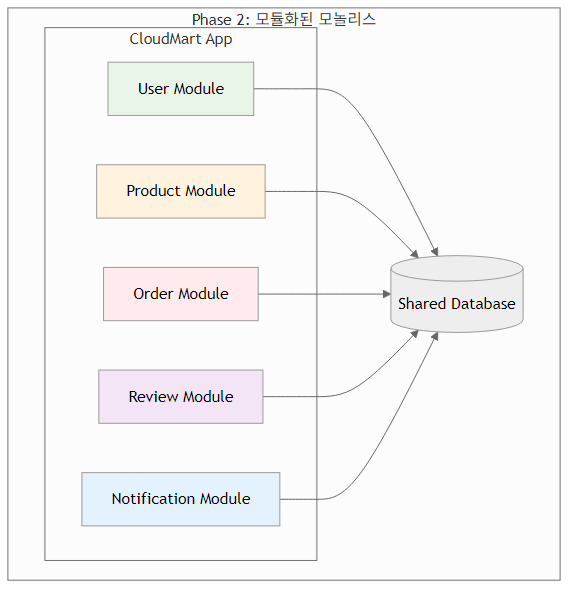 Phase 2: 모듈화된 모놀리스
CloudMart App
User Module
Product Module
Order Module
Shared Database
Review Module
Notification Module